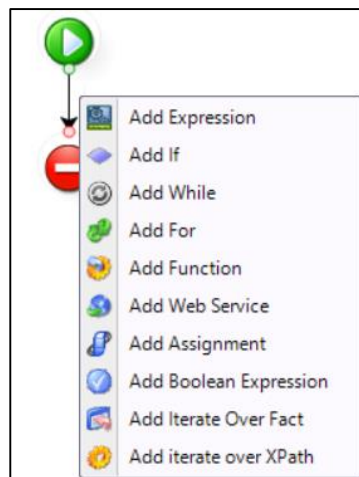 Add Expression
Add If
Add While
Add For
Add Function
Add Web Service
Add Assignment
Add Boolean Expression
Add Iterate Over Fact
Add iterate over XPath